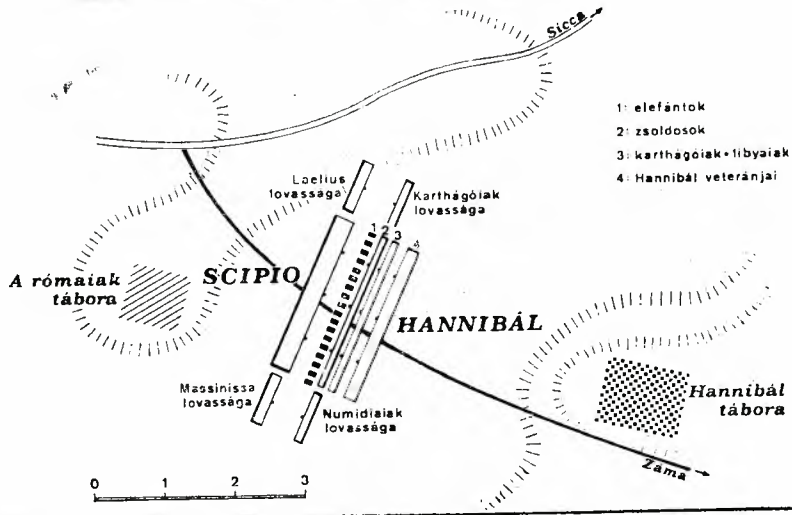 Sicca
1: elefántok
2: zsoldosok
3: karthágóiak+libyaiak
4: Hannibál veteránjai
Laelius
lovassága
Karthágóiak
lovassága
1 2 3 4
A rómaiak
tábora
SCIPIO
HANNIBÁL
Massinissa
lovassága
Numidiaiak
lovassága
Hannibál
tábora
Záma
0 1 2 3